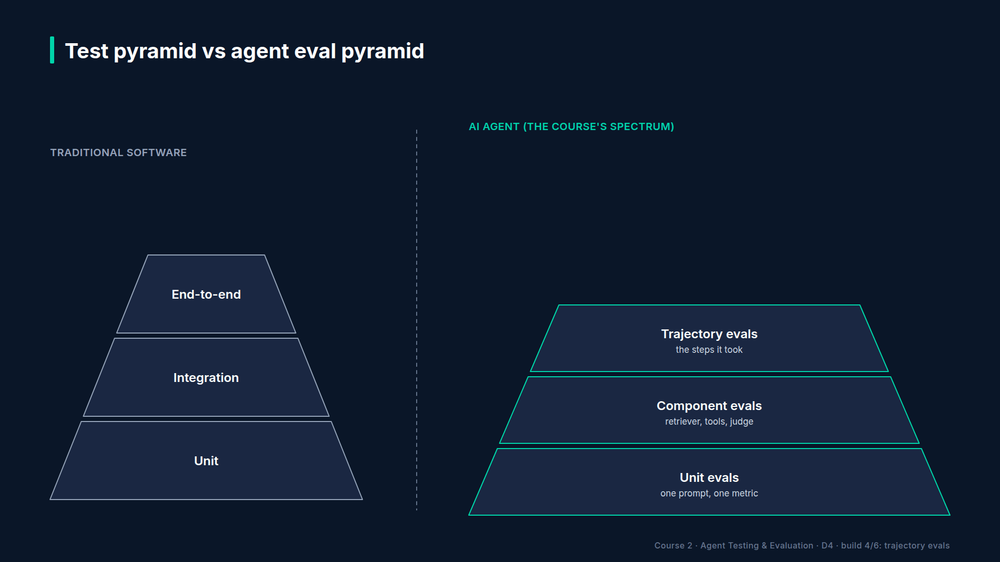 Test pyramid vs agent eval pyramid
TRADITIONAL SOFTWARE
End-to-end
Integration
Unit
AI AGENT (THE COURSE'S SPECTRUM)
Trajectory evals
the steps it took
Component evals
retriever, tools, judge
Unit evals
one prompt, one metric
Course 2 · Agent Testing & Evaluation · D4 · build 4/6: trajectory evals